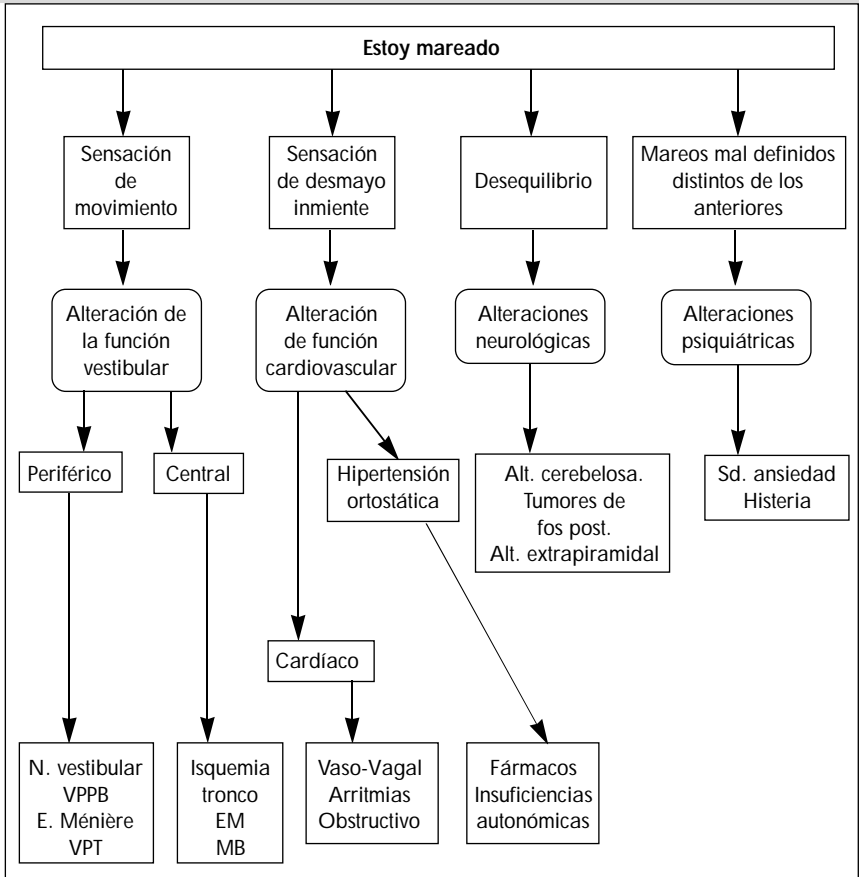 Estoy mareado
Sensación
de
movimiento
Sensación
de desmayo
inmiente
Desequilibrio
Mareos mal definidos
distintos de los
anteriores
Alteración de
la función
vestibular
Alteración
de función
cardiovascular
Alteraciones
neurológicas
Alteraciones
psiquiátricas
Periférico
Central
Hipertensión
ortostática
Alt. cerebelosa.
Tumores de
fos post.
Alt. extrapiramidal
Sd. ansiedad
Histeria
Cardíaco
N. vestibular
VPPB
E. Ménière
VPT
Isquemia
tronco
EM
MB
Vaso-Vagal
Arritmias
Obstructivo
Fármacos
Insuficiencias
autonómicas